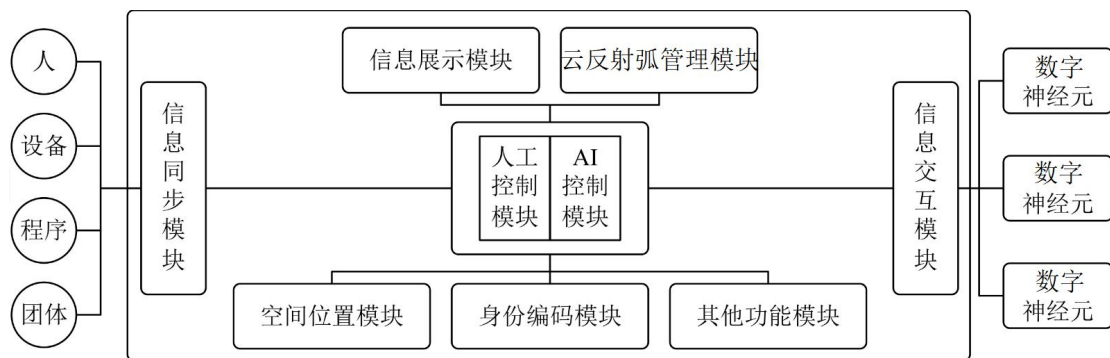 人
设备
程序
团体
信
息
同
步
模
块
信息展示模块
云反射弧管理模块
人工
控制
模块
AI
控制
模块
空间位置模块
身份编码模块
其他功能模块
信
息
交
互
模
块
数字
神经元
数字
神经元
数字
神经元